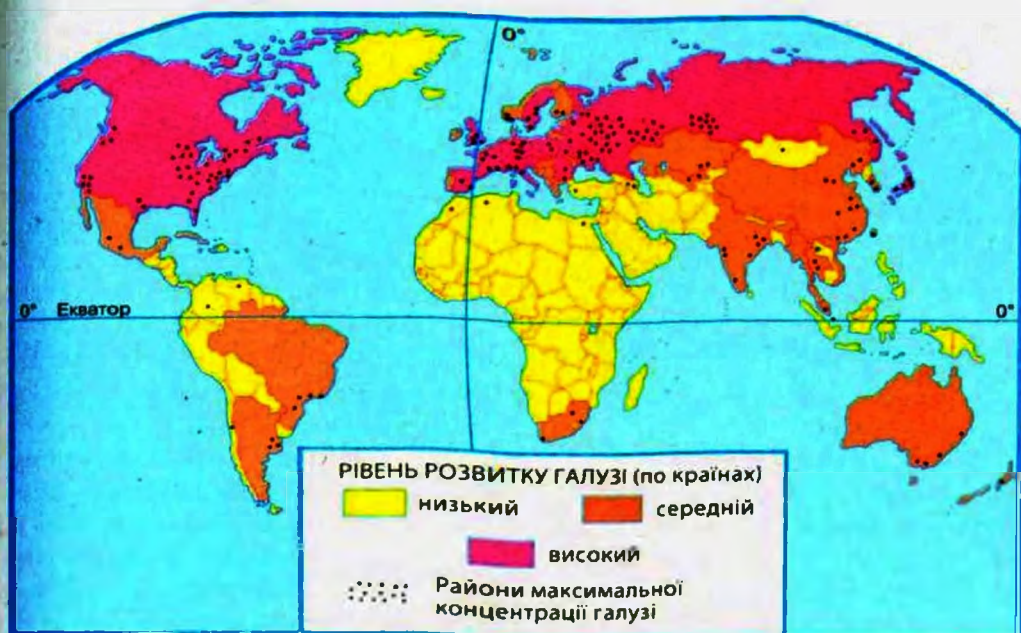 0°
0° Екватор
0°
РІВЕНЬ РОЗВИТКУ ГАЛУЗІ (по країнах)
низький
середній
високий
Райони максимальної
концентрації галузі